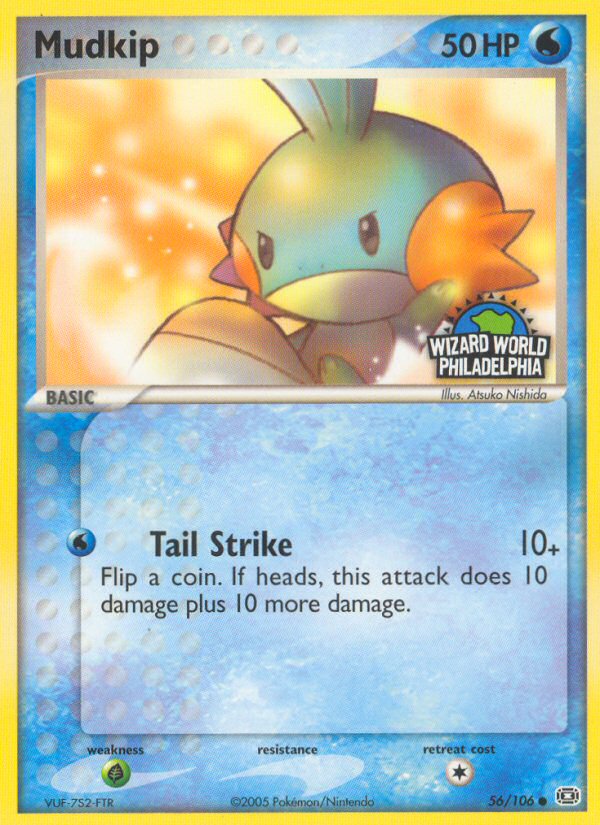 Mudkip
50 HP
WIZARD WORLD
PHILADELPHIA
BASIC
Illus. Atsuko Nishida
Tail Strike 10+
Flip a coin. If heads, this attack does 10
damage plus 10 more damage.
weakness resistance retreat cost
VUF-7S2-FTR ©2005 Pokémon/Nintendo 56/106